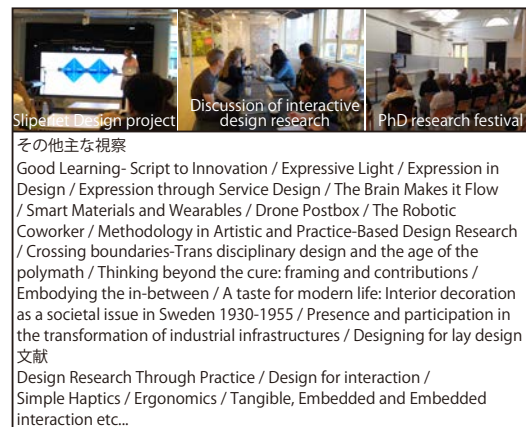 The Design Process
Sliperiet Design project
Discussion of interactive
design research
PhD research festival
その他主な視察
Good Learning- Script to Innovation / Expressive Light / Expression in
Design / Expression through Service Design / The Brain Makes it Flow
/ Smart Materials and Wearables / Drone Postbox / The Robotic
Coworker / Methodology in Artistic and Practice-Based Design Research
/ Crossing boundaries-Trans disciplinary design and the age of the
polymath / Thinking beyond the cure: framing and contributions /
Embodying the in-between / A taste for modern life: Interior decoration
as a societal issue in Sweden 1930-1955 / Presence and participation in
the transformation of industrial infrastructures / Designing for lay design
文献
Design Research Through Practice / Design for interaction /
Simple Haptics / Ergonomics / Tangible, Embedded and Embedded
interaction etc...